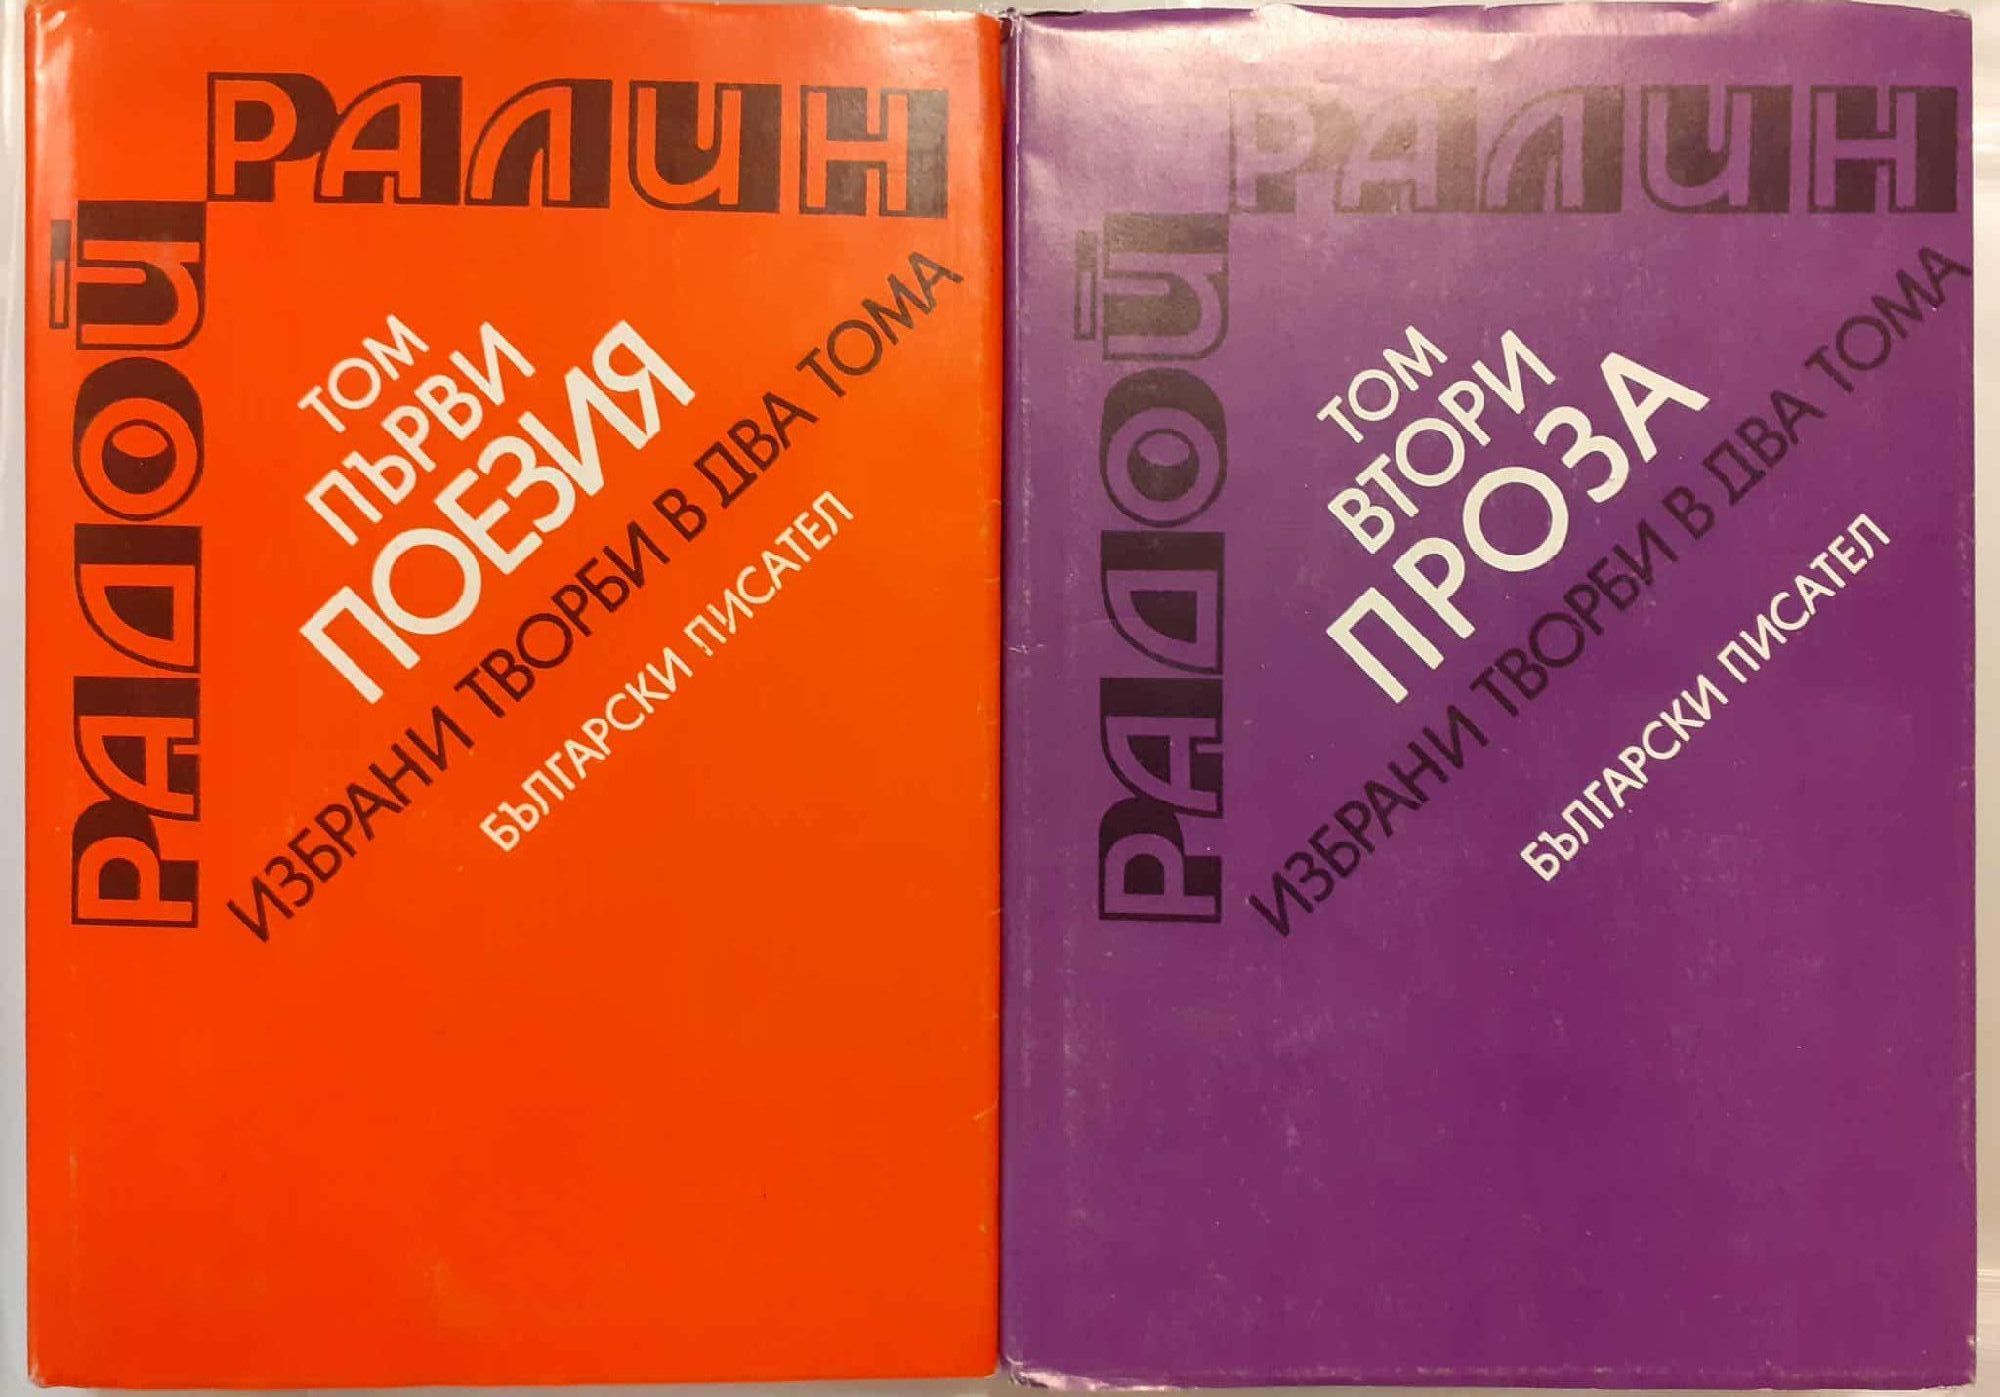 РАДОЙ
РАЛИН
ТОМ
ПЪРВИ
ПОЕЗИЯ
ИЗБРАНИ ТВОРБИ В ДВА ТОМА
БЪЛГАРСКИ ПИСАТЕЛ
РАДОЙ
РАЛИН
ТОМ
ВТОРИ
ПРОЗА
ИЗБРАНИ ТВОРБИ В ДВА ТОМА
БЪЛГАРСКИ ПИСАТЕЛ